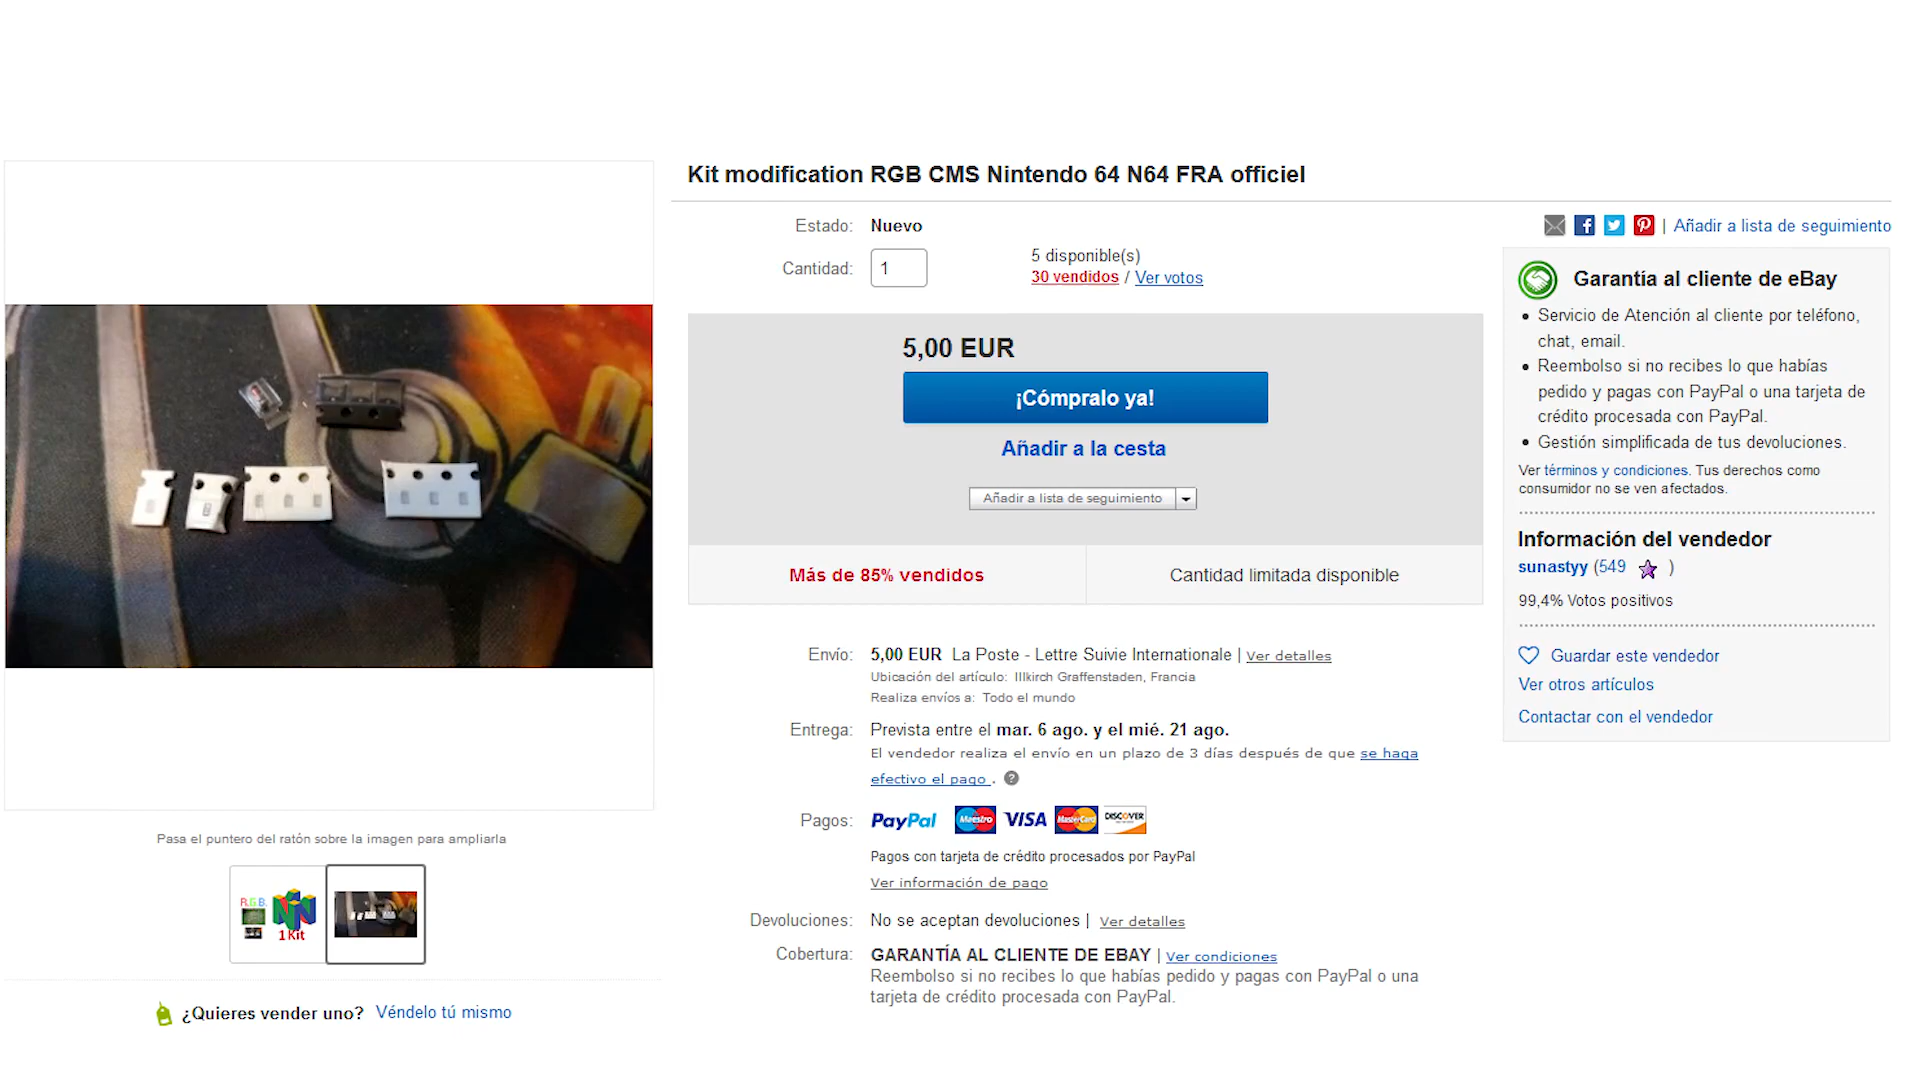 Kit modification RGB CMS Nintendo 64 N64 FRA officiel
Estado: Nuevo
Cantidad: 1
5 disponible(s)
30 vendidos / Ver votos
5,00 EUR
¡Cómpralo ya!
Añadir a la cesta
Añadir a lista de seguimiento
Más de 85% vendidos
Cantidad limitada disponible
Envío: 5,00 EUR La Poste - Lettre Suivie Internationale | Ver detalles
Ubicación del artículo: Illkirch Graffenstaden, Francia
Realiza envíos a: Todo el mundo
Entrega: Prevista entre el mar. 6 ago. y el mié. 21 ago.
El vendedor realiza el envío en un plazo de 3 días después de que se haga
efectivo el pago .
?
Pagos: PayPal Maestro VISA MasterCard DISCOVER
Pagos con tarjeta de crédito procesados por PayPal
Ver información de pago
Devoluciones: No se aceptan devoluciones | Ver detalles
Cobertura: GARANTÍA AL CLIENTE DE EBAY | Ver condiciones
Reembolso si no recibes lo que habías pedido y pagas con PayPal o una
tarjeta de crédito procesada con PayPal.
| Añadir a lista de seguimiento
Garantía al cliente de eBay
• Servicio de Atención al cliente por teléfono,
chat, email.
• Reembolso si no recibes lo que habías
pedido y pagas con PayPal o una tarjeta de
crédito procesada con PayPal.
• Gestión simplificada de tus devoluciones.
Ver términos y condiciones. Tus derechos como
consumidor no se ven afectados.
Información del vendedor
sunastyy (549 )
99,4% Votos positivos
Guardar este vendedor
Ver otros artículos
Contactar con el vendedor
Pasa el puntero del ratón sobre la imagen para ampliarla
R.G.B.
1 Kit
¿Quieres vender uno? Véndelo tú mismo